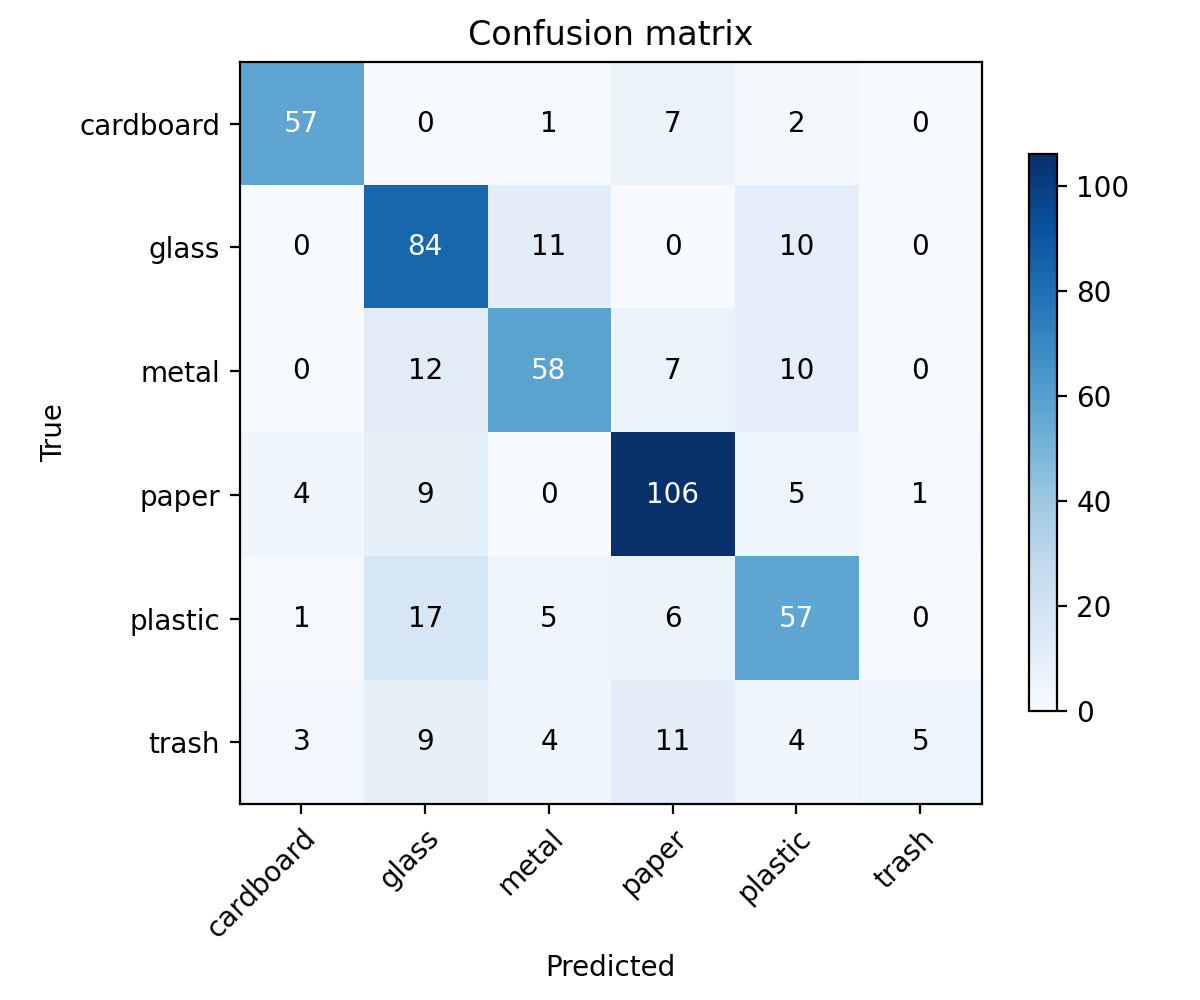 Confusion matrix
cardboard 57 0 1 7 2 0
glass 0 84 11 0 10 0
metal 0 12 58 7 10 0
paper 4 9 0 106 5 1
plastic 1 17 5 6 57 0
trash 3 9 4 11 4 5
True
cardboard glass metal paper plastic trash
Predicted
100
80
60
40
20
0